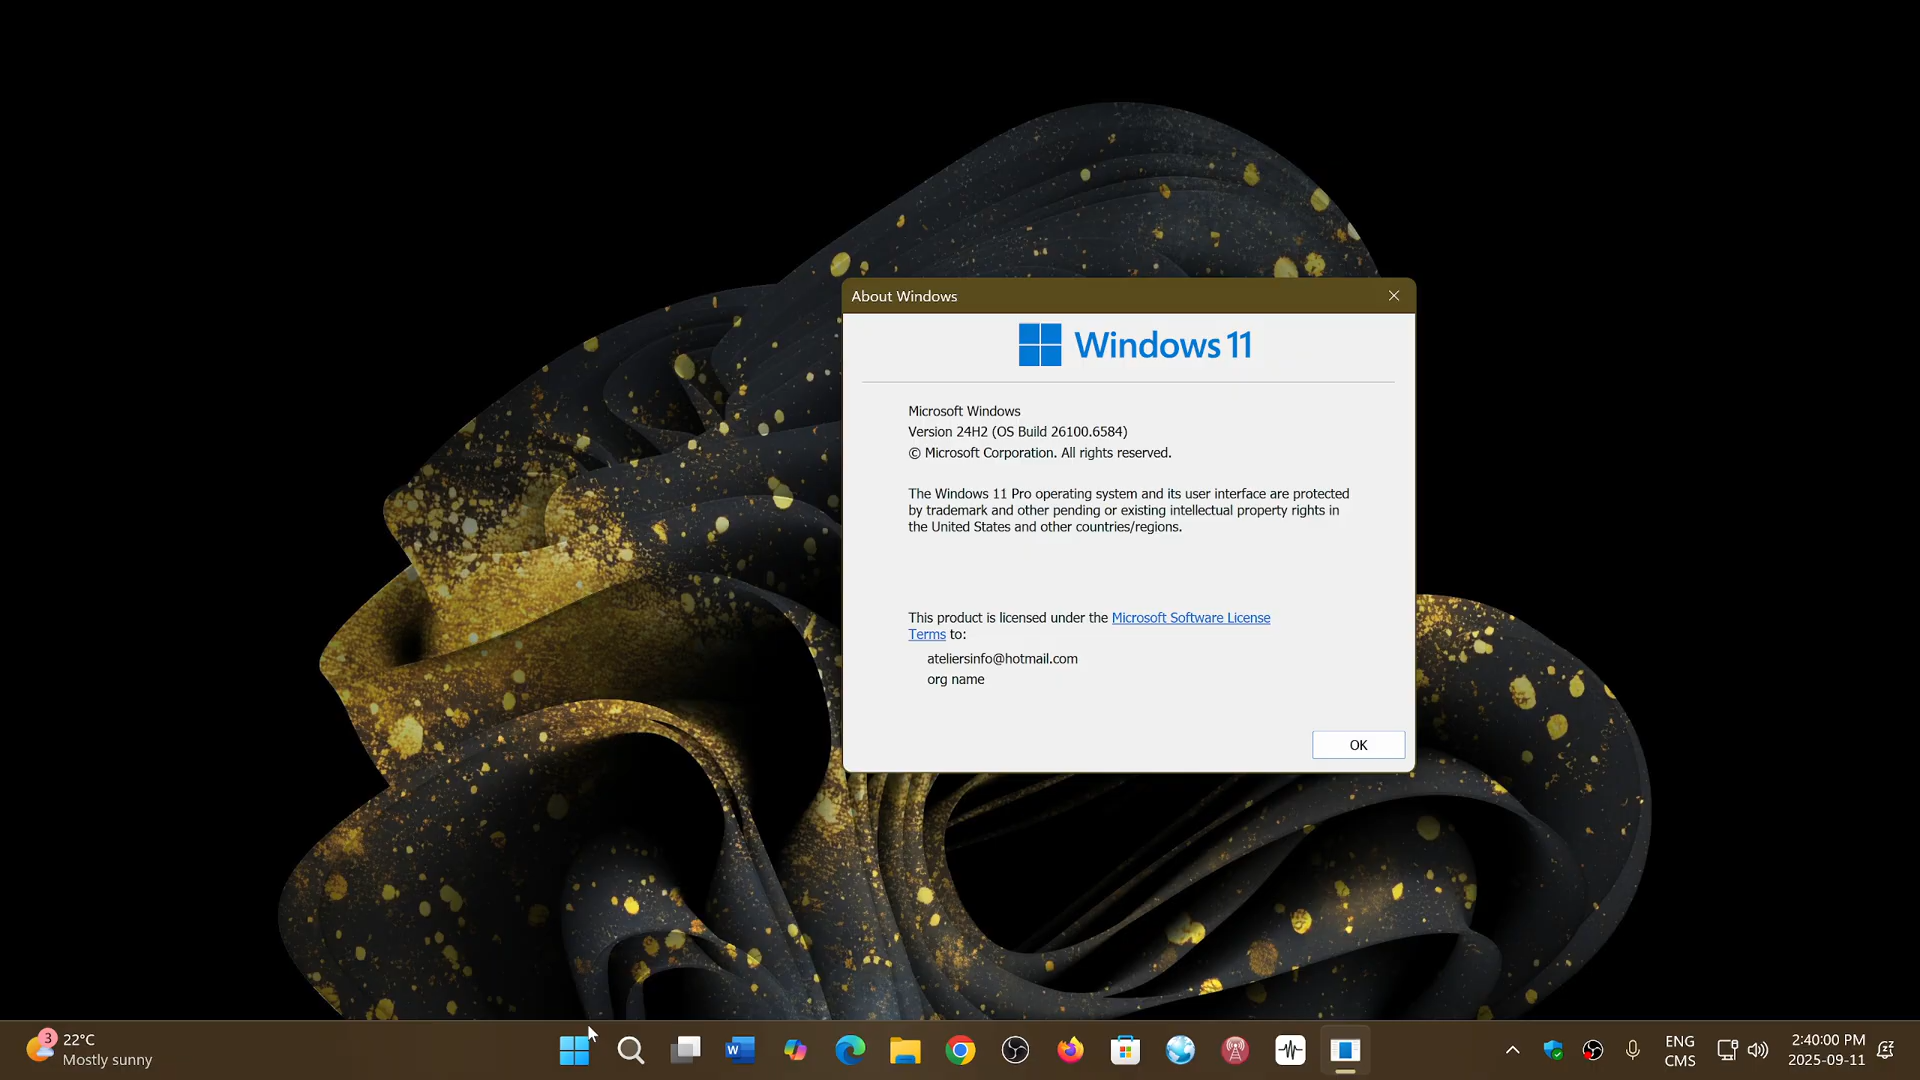 About Windows
Windows 11
Microsoft Windows
Version 24H2 (OS Build 26100.6584)
© Microsoft Corporation. All rights reserved.
The Windows 11 Pro operating system and its user interface are protected
by trademark and other pending or existing intellectual property rights in
the United States and other countries/regions.
This product is licensed under the Microsoft Software License
Terms to:
ateliersinfo@hotmail.com
org name
OK
3
22°C
Mostly sunny
W
ENG
CMS
2:40:00 PM
2025-09-11